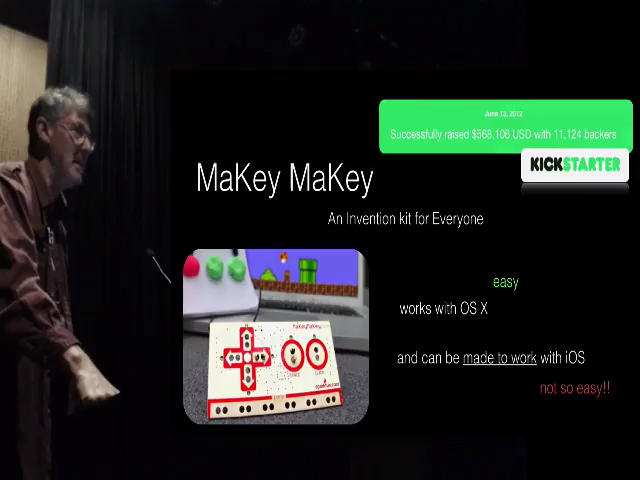 June 13, 2012
Successfully raised $568,106 USD with 11,124 backers
KICKSTARTER
MaKey MaKey
An Invention kit for Everyone
easy
works with OS X
and can be made to work with iOS
not so easy!!